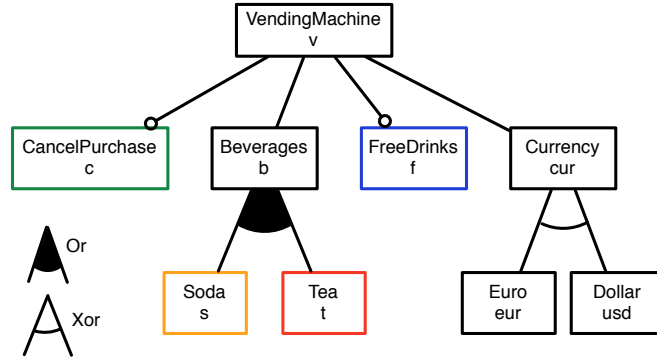 VendingMachine
v
CancelPurchase
c
Beverages
b
FreeDrinks
f
Currency
cur
Or
Xor
Soda
s
Tea
t
Euro
eur
Dollar
usd